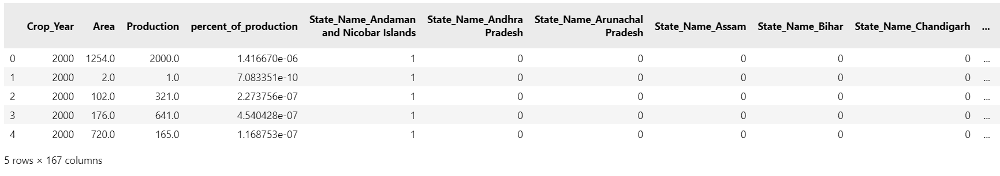 Crop_Year Area Production percent_of_production State_Name_Andaman and Nicobar Islands State_Name_Andhra Pradesh State_Name_Arunachal Pradesh State_Name_Assam State_Name_Bihar State_Name_Chandigarh ...
0 2000 1254.0 2000.0 1.416670e-06 1 0 0 0 0 0 ...
1 2000 2.0 1.0 7.083351e-10 1 0 0 0 0 0 ...
2 2000 102.0 321.0 2.273756e-07 1 0 0 0 0 0 ...
3 2000 176.0 641.0 4.540428e-07 1 0 0 0 0 0 ...
4 2000 720.0 165.0 1.168753e-07 1 0 0 0 0 0 ...
5 rows × 167 columns